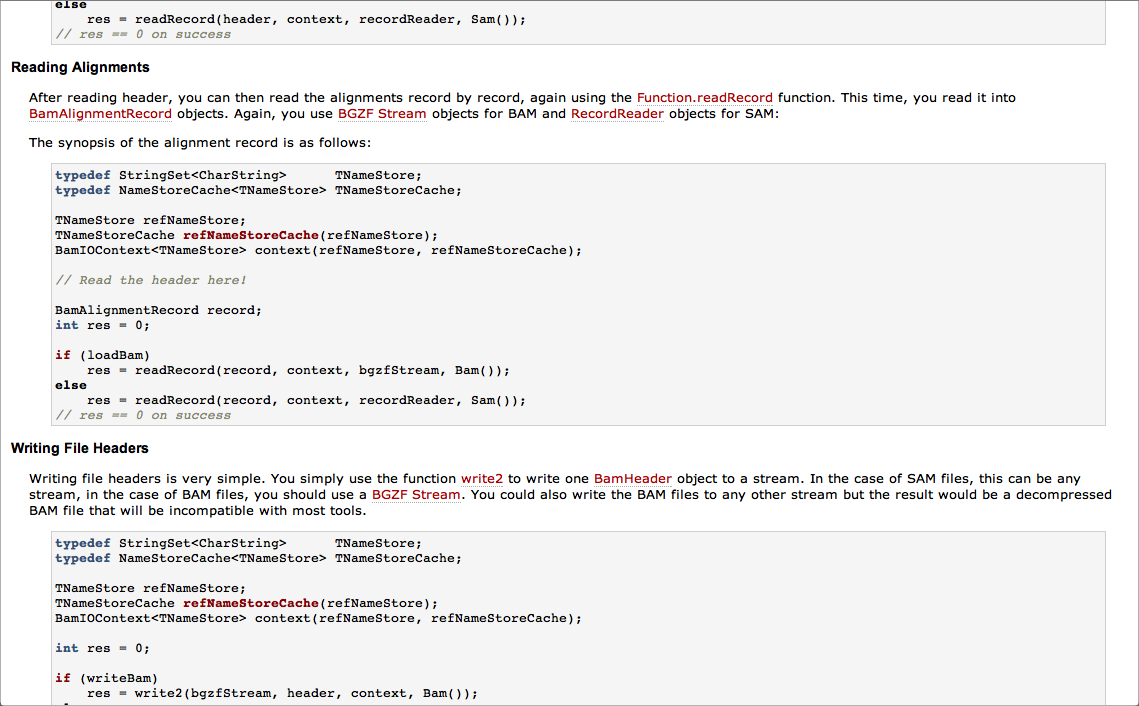 else
    res = readRecord(header, context, recordReader, Sam());
// res == 0 on success
Reading Alignments
After reading header, you can then read the alignments record by record, again using the Function.readRecord function. This time, you read it into
BamAlignmentRecord objects. Again, you use BGZF Stream objects for BAM and RecordReader objects for SAM:
The synopsis of the alignment record is as follows:
typedef StringSet<CharString>      TNameStore;
typedef NameStoreCache<TNameStore> TNameStoreCache;
TNameStore refNameStore;
TNameStoreCache refNameStoreCache(refNameStore);
BamIOContext<TNameStore> context(refNameStore, refNameStoreCache);
// Read the header here!
BamAlignmentRecord record;
int res = 0;
if (loadBam)
    res = readRecord(record, context, bgzfStream, Bam());
else
    res = readRecord(record, context, recordReader, Sam());
// res == 0 on success
Writing File Headers
Writing file headers is very simple. You simply use the function write2 to write one BamHeader object to a stream. In the case of SAM files, this can be any
stream, in the case of BAM files, you should use a BGZF Stream. You could also write the BAM files to any other stream but the result would be a decompressed
BAM file that will be incompatible with most tools.
typedef StringSet<CharString>      TNameStore;
typedef NameStoreCache<TNameStore> TNameStoreCache;
TNameStore refNameStore;
TNameStoreCache refNameStoreCache(refNameStore);
BamIOContext<TNameStore> context(refNameStore, refNameStoreCache);
int res = 0;
if (writeBam)
    res = write2(bgzfStream, header, context, Bam());